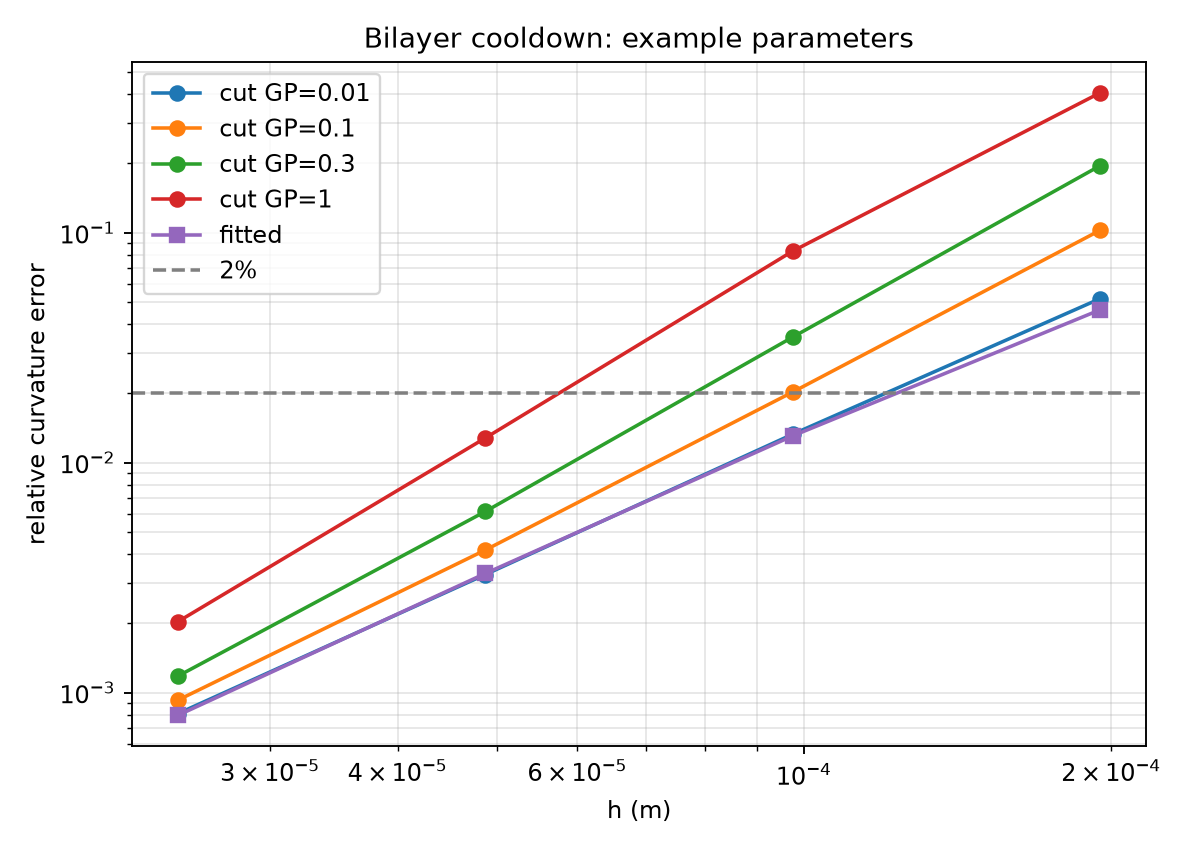 Bilayer cooldown: example parameters
cut GP=0.01
cut GP=0.1
cut GP=0.3
cut GP=1
fitted
2%
relative curvature error
10⁻¹
10⁻²
10⁻³
3 × 10⁻⁵ 4 × 10⁻⁵ 6 × 10⁻⁵ 10⁻⁴ 2 × 10⁻⁴
h (m)